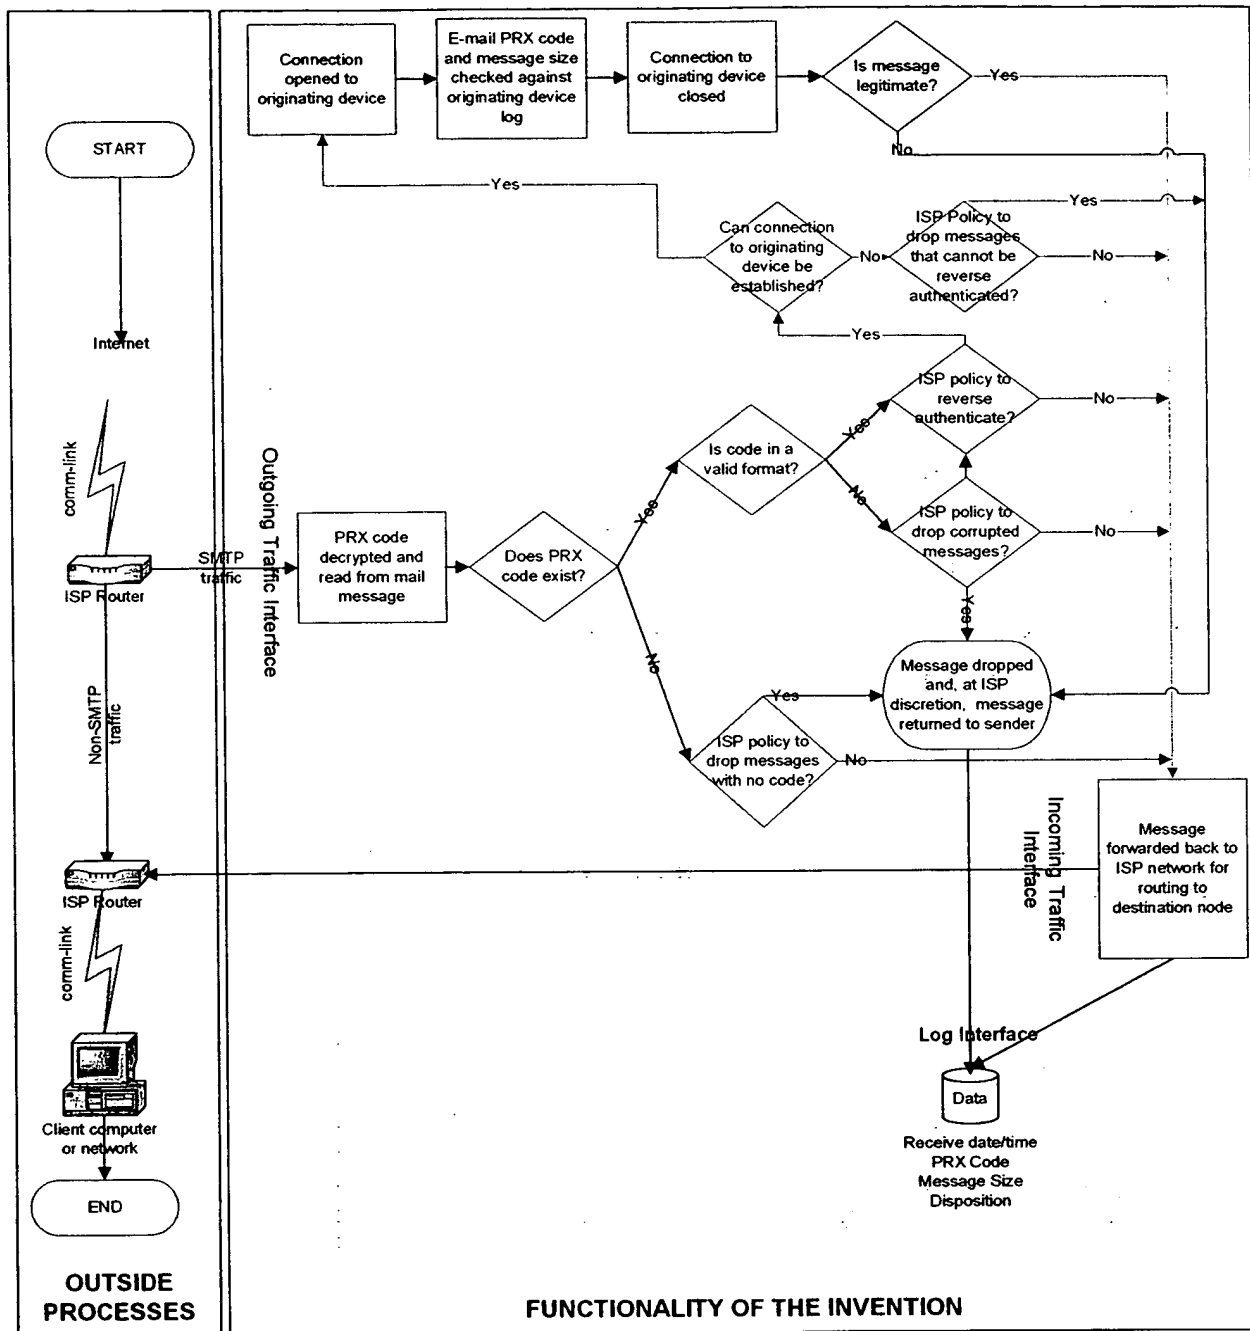 Connection
opened to
originating device
E-mail PRX code
and message size
checked against
originating device
log
Connection to
originating device
closed
Is message
legitimate?
Yes
No
START
Yes
Can connection
to originating
device be
established?
No
ISP Policy to
drop messages
that cannot be
reverse
authenticated?
Yes
No
Internet
Yes
comm-link
ISP Router
SMTP
traffic
Outgoing Traffic Interface
PRX code
decrypted and
read from mail
message
Does PRX
code exist?
Yes
No
Is code in a
valid format?
Yes
No
ISP policy to
reverse
authenticate?
No
ISP policy to
drop corrupted
messages?
No
Yes
Message dropped
and, at ISP
discretion, message
returned to sender
Non-SMTP
traffic
ISP policy to
drop messages
with no code?
Yes
No
Incoming Traffic
Interface
Message
forwarded back to
ISP network for
routing to
destination node
ISP Router
comm-link
Client computer
or network
END
Log Interface
Data
Receive date/time
PRX Code
Message Size
Disposition
OUTSIDE
PROCESSES
FUNCTIONALITY OF THE INVENTION